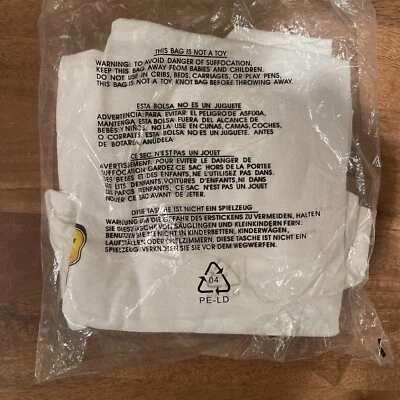 THIS BAG IS NOT A TOY
WARNING: TO AVOID DANGER OF SUFFOCATION,
KEEP THIS BAG AWAY FROM BABIES AND CHILDREN.
DO NOT USE IN CRIBS, BEDS, CARRIAGES, OR PLAY PENS.
THIS BAG IS NOT A TOY, KNOT BAG BEFORE THROWING AWAY.
ESTA BOLSA NO ES UN JUGUETE
ADVERTENCIA: PARA EVITAR EL PELIGRO DE ASFIXIA,
MANTENGA ESTA BOLSA FUERA DEL ALCANCE DE
BEBES Y NIÑOS, NO LA USE EN CUNAS, CAMAS, COCHES,
O CORRALES. ESTA BOLSA NO ES UN JUGUETE. ANTES
DE BOTARLA, ANUDELA
CE SAC N'EST PAS UN JOUET
AVERTISEMENT: POUR EVITER LE DANGER DE
SUFFOCATION GARDEZ CE SAC HORS DE LA PORTEE
DES BEBES ET DES ENFANTS, NE L'UTILISEZ PAS DANS
LES LITS D'ENFANTS, VOITURES D'ENFANTS, NI DANS
LES PARCS D'ENFANTS, CE SAC N'EST PAS UN JOUET
NOUER CE SAC AVANT DE JETER.
DIESE TASCHE IST NICHT EIN SPIELZEUG
WARNUNG: UM DIE GEFAHR DES ERSTICKENS ZU VERMEIDEN, HALTEN
SIE DIESE TASCHE VON SÄUGLINGEN UND KLEINKINDERN FERN.
BENUTZEN SIE SIE NICHT IN KINDERBETTEN, KINDERWAGEN,
LAUFSTÄLLEN ODER SPIELZIMMERN. DIESE TASCHE IST NICHT EIN
SPIELZEUG. VERKNOTEN SIE SIE VOR DEM WEGWERFEN.
04
PE-LD